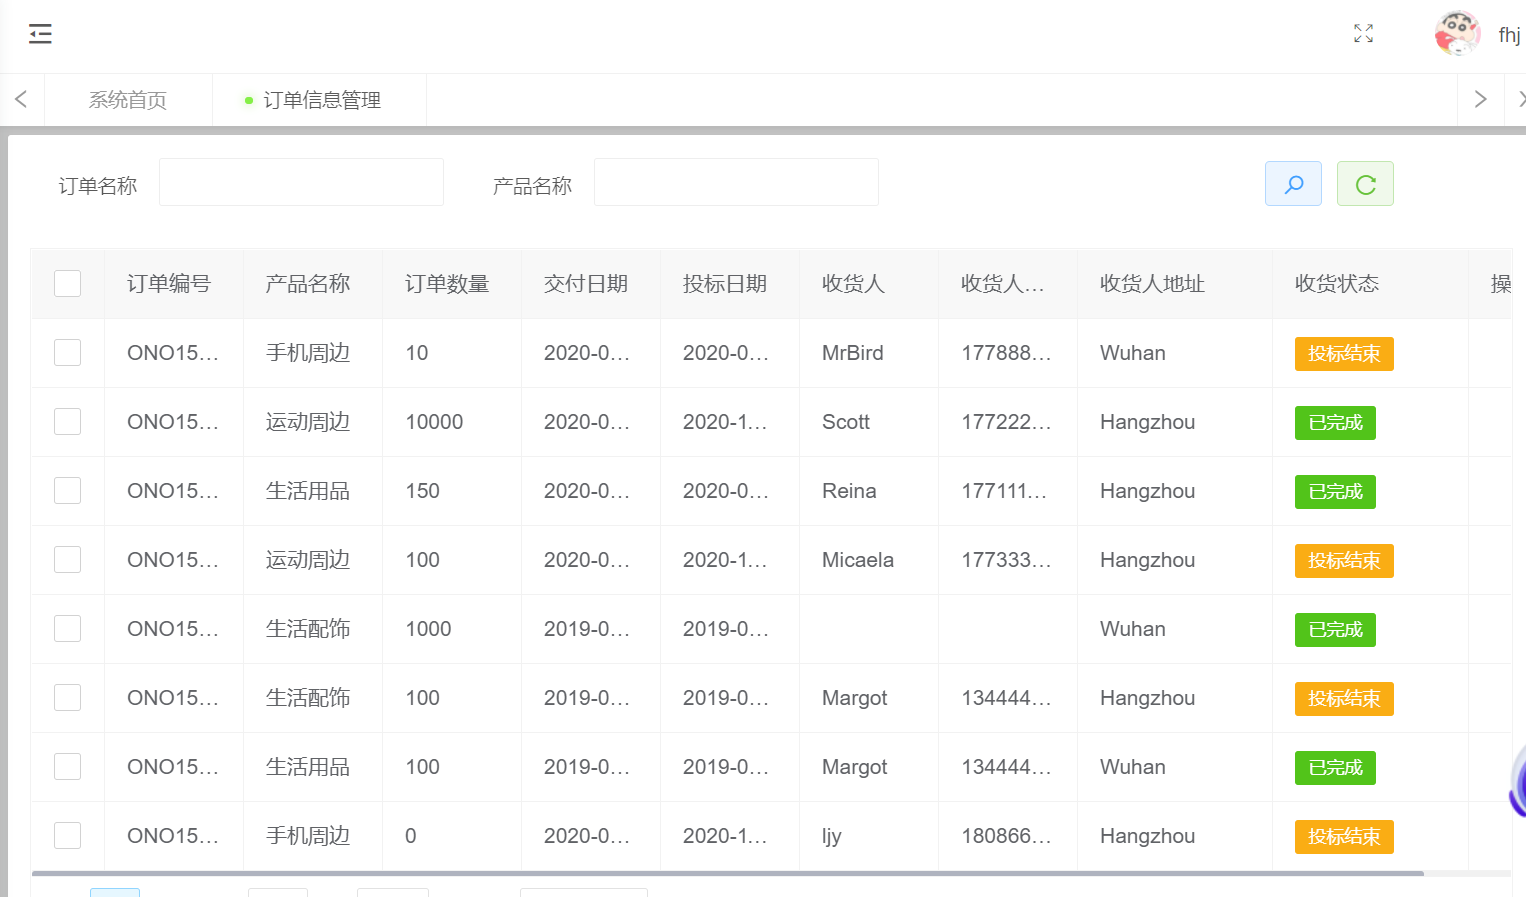 fhj
系统首页 订单信息管理
订单名称 产品名称
订单编号 产品名称 订单数量 交付日期 投标日期 收货人 收货人... 收货人地址 收货状态 操
ONO15... 手机周边 10 2020-0... 2020-0... MrBird 177888... Wuhan 投标结束
ONO15... 运动周边 10000 2020-0... 2020-1... Scott 177222... Hangzhou 已完成
ONO15... 生活用品 150 2020-0... 2020-0... Reina 177111... Hangzhou 已完成
ONO15... 运动周边 100 2020-0... 2020-1... Micaela 177333... Hangzhou 投标结束
ONO15... 生活配饰 1000 2019-0... 2019-0... Wuhan 已完成
ONO15... 生活配饰 100 2019-0... 2019-0... Margot 134444... Hangzhou 投标结束
ONO15... 生活用品 100 2019-0... 2019-0... Margot 134444... Wuhan 已完成
ONO15... 手机周边 0 2020-0... 2020-1... ljy 180866... Hangzhou 投标结束